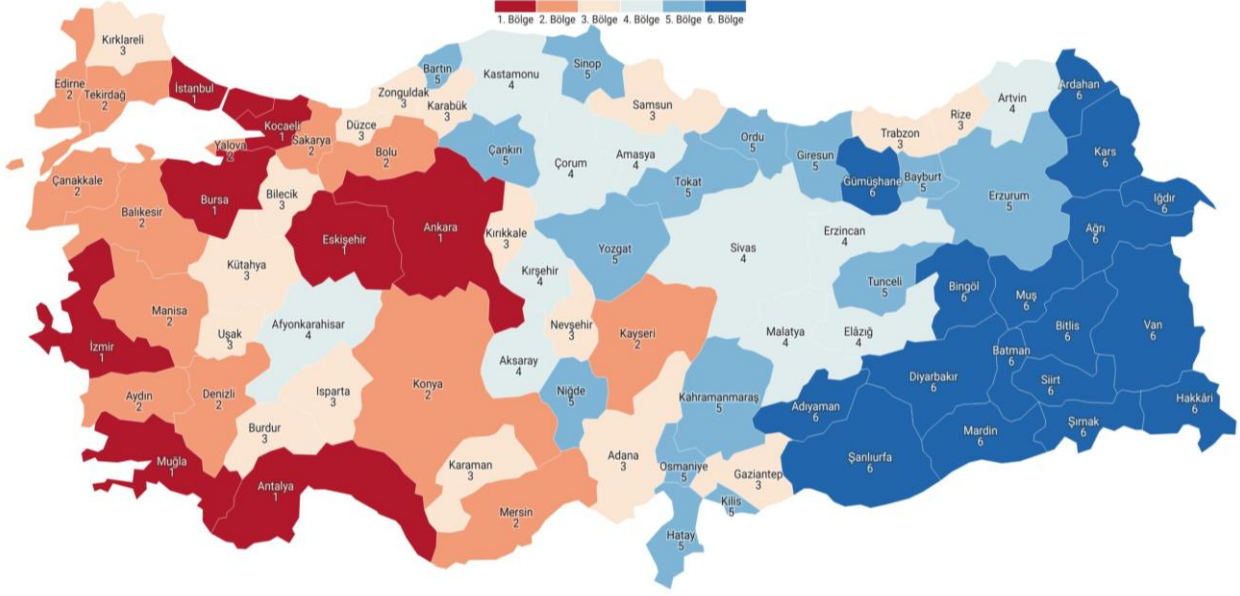 1. Bölge 2. Bölge 3. Bölge 4. Bölge 5. Bölge 6. Bölge
Kırklareli
3
Edirne
2
Tekirdağ
2
İstanbul
1
Kocaeli
1
Yalova
2
Sakarya
2
Düzce
3
Zonguldak
3
Bartın
5
Karabük
3
Kastamonu
4
Sinop
5
Samsun
3
Bolu
2
Çankırı
5
Çorum
4
Amasya
4
Tokat
5
Ordu
5
Giresun
5
Gümüşhane
6
Trabzon
3
Bayburt
5
Rize
3
Artvin
4
Ardahan
6
Kars
6
Iğdır
6
Erzurum
5
Ağrı
6
Çanakkale
2
Balıkesir
2
Bursa
1
Bilecik
3
Eskişehir
1
Ankara
1
Kırıkkale
3
Kırşehir
4
Yozgat
5
Sivas
4
Erzincan
4
Tunceli
5
Bingöl
6
Muş
6
Bitlis
6
Van
6
Kütahya
3
Manisa
2
Uşak
3
Afyonkarahisar
4
İzmir
1
Aydın
2
Denizli
2
Isparta
3
Burdur
3
Konya
2
Aksaray
4
Nevşehir
3
Niğde
5
Kayseri
2
Malatya
4
Elâzığ
4
Diyarbakır
6
Batman
6
Siirt
6
Şırnak
6
Hakkâri
6
Mardin
6
Şanlıurfa
6
Adıyaman
6
Kahramanmaraş
5
Gaziantep
3
Kilis
5
Osmaniye
5
Hatay
5
Adana
3
Mersin
2
Karaman
3
Antalya
1
Muğla
1